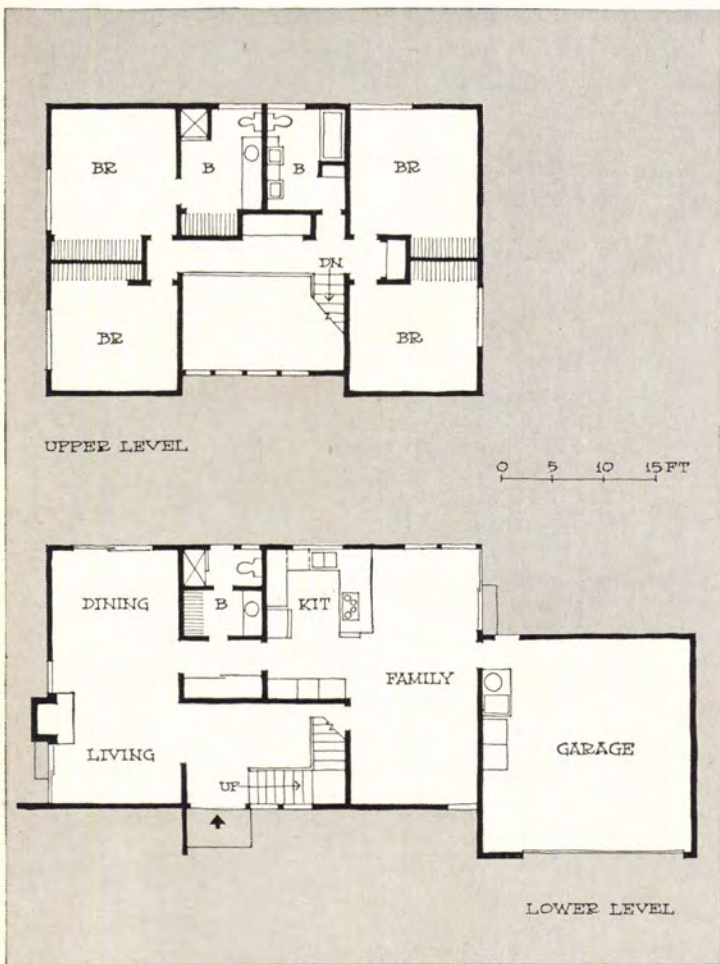 BR
B
B
BR
DN
BR
BR
UPPER LEVEL
0 5 10 15 FT
DINING
B
KIT
FAMILY
LIVING
UP
GARAGE
LOWER LEVEL